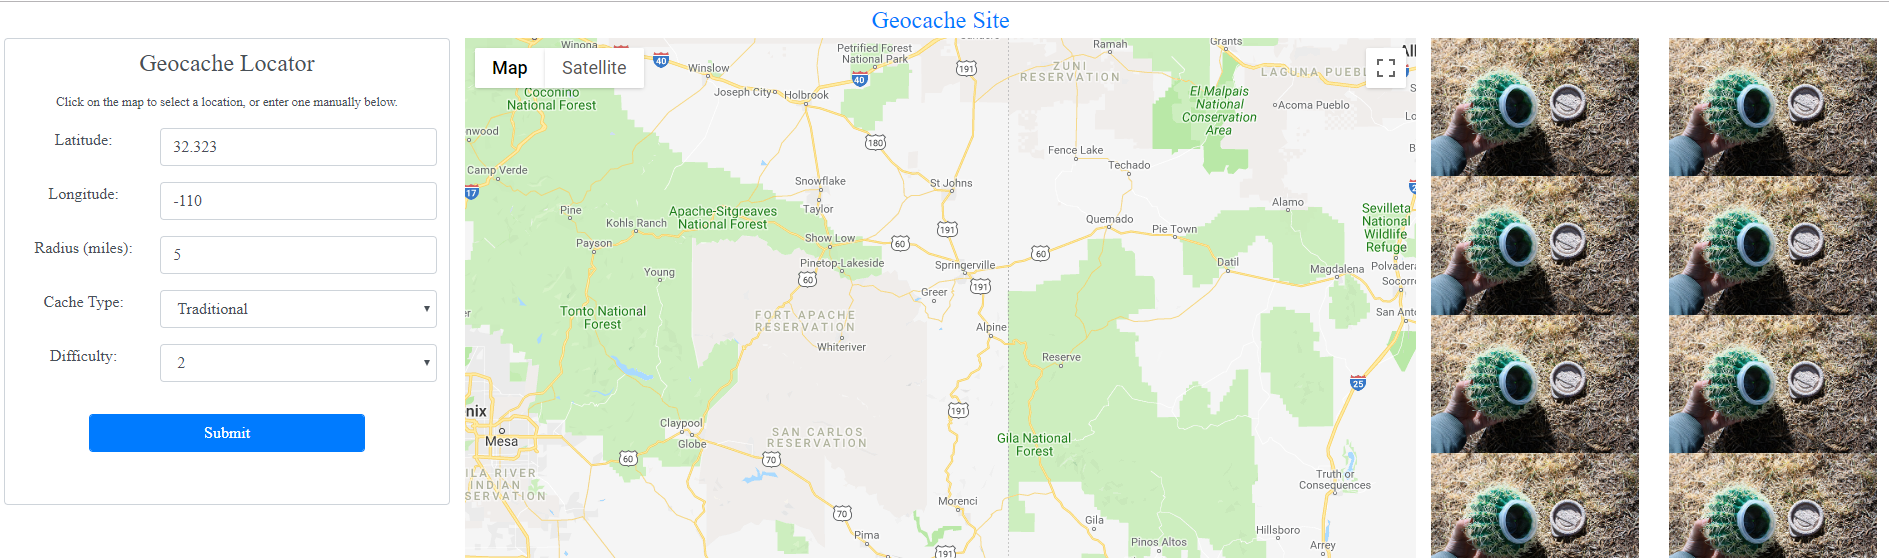 Geocache Site
Geocache Locator
Click on the map to select a location, or enter one manually below.
Latitude:
32.323
Longitude:
-110
Radius (miles):
5
Cache Type:
Traditional
Difficulty:
2
Submit
Map
Satellite
Winona
40
Winslow
Petrified Forest
National Park
40
191
Ramah
Grants
ZUNI
RESERVATION
LAGUNA PUEBL
Coconino
National Forest
Joseph City
Holbrook
El Malpais
National
Conservation
Area
Acoma Pueblo
nwood
180
Fence Lake
Techado
Camp Verde
17
Snowflake
Taylor
St Johns
Pine
Kohls Ranch
Apache-Sitgreaves
National Forest
Alamo
Sevilleta
National
Wildlife
Refuge
Payson
Show Low
60
191
60
Quemado
Pie Town
Young
Pinetop-Lakeside
60
Springerville
Datil
Magdalena
Polvadera
Socorro
Greer
191
Tonto National
Forest
FORT APACHE
RESERVATION
Whiteriver
Alpine
Reserve
San Anto
25
nix
Mesa
Claypool
Globe
60
SAN CARLOS
RESERVATION
70
191
Gila National
Forest
ILA RIVER
INDIAN
SERVATION
Truth or
Consequences
Morenci
70
Pima
191
Gila
Pinos Altos
Hillsboro
Arrey